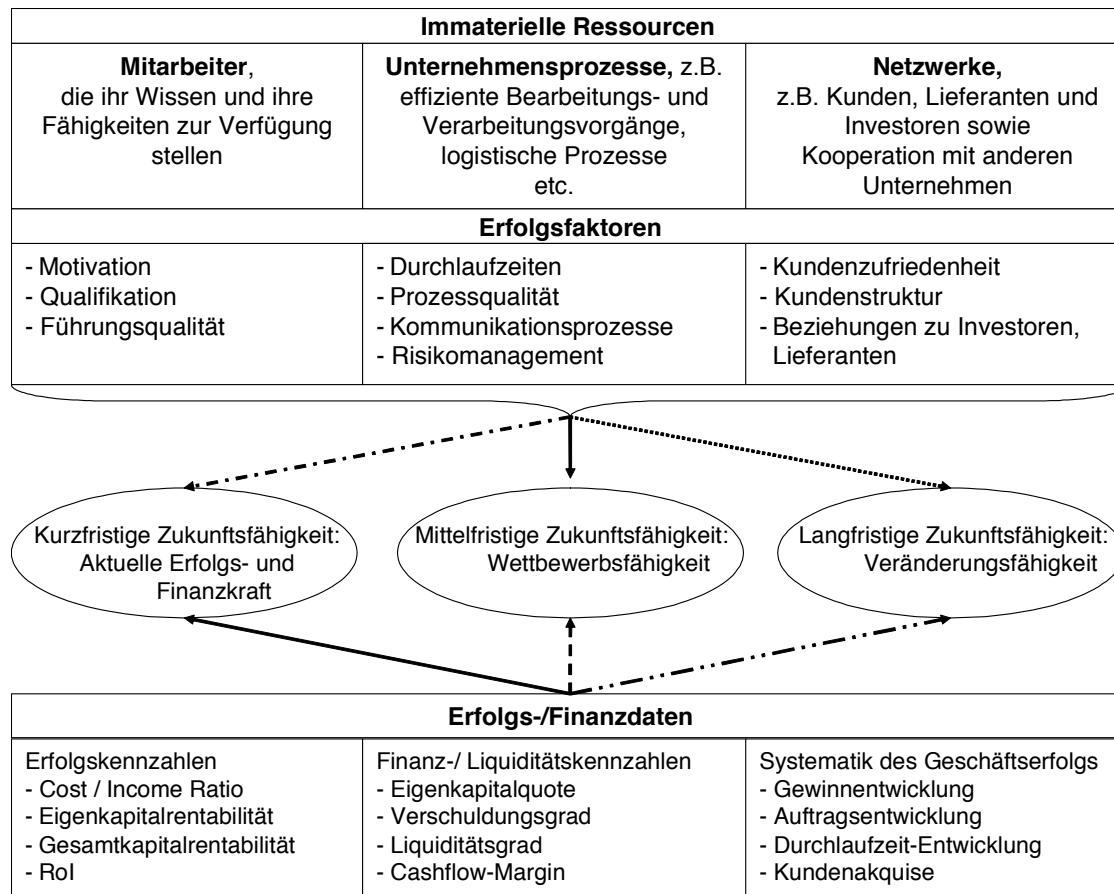 Immaterielle Ressourcen
Mitarbeiter,
die ihr Wissen und ihre
Fähigkeiten zur Verfügung
stellen
Unternehmensprozesse, z.B.
effiziente Bearbeitungs- und
Verarbeitungsvorgänge,
logistische Prozesse
etc.
Netzwerke,
z.B. Kunden, Lieferanten und
Investoren sowie
Kooperation mit anderen
Unternehmen
Erfolgsfaktoren
- Motivation
- Qualifikation
- Führungsqualität
- Durchlaufzeiten
- Prozessqualität
- Kommunikationsprozesse
- Risikomanagement
- Kundenzufriedenheit
- Kundenstruktur
- Beziehungen zu Investoren,
Lieferanten
Kurzfristige Zukunftsfähigkeit:
Aktuelle Erfolgs- und
Finanzkraft
Mittelfristige Zukunftsfähigkeit:
Wettbewerbsfähigkeit
Langfristige Zukunftsfähigkeit:
Veränderungsfähigkeit
Erfolgs-/Finanzdaten
Erfolgskennzahlen
- Cost / Income Ratio
- Eigenkapitalrentabilität
- Gesamtkapitalrentabilität
- RoI
Finanz-/ Liquiditätskennzahlen
- Eigenkapitalquote
- Verschuldungsgrad
- Liquiditätsgrad
- Cashflow-Margin
Systematik des Geschäftserfolgs
- Gewinnentwicklung
- Auftragsentwicklung
- Durchlaufzeit-Entwicklung
- Kundenakquise